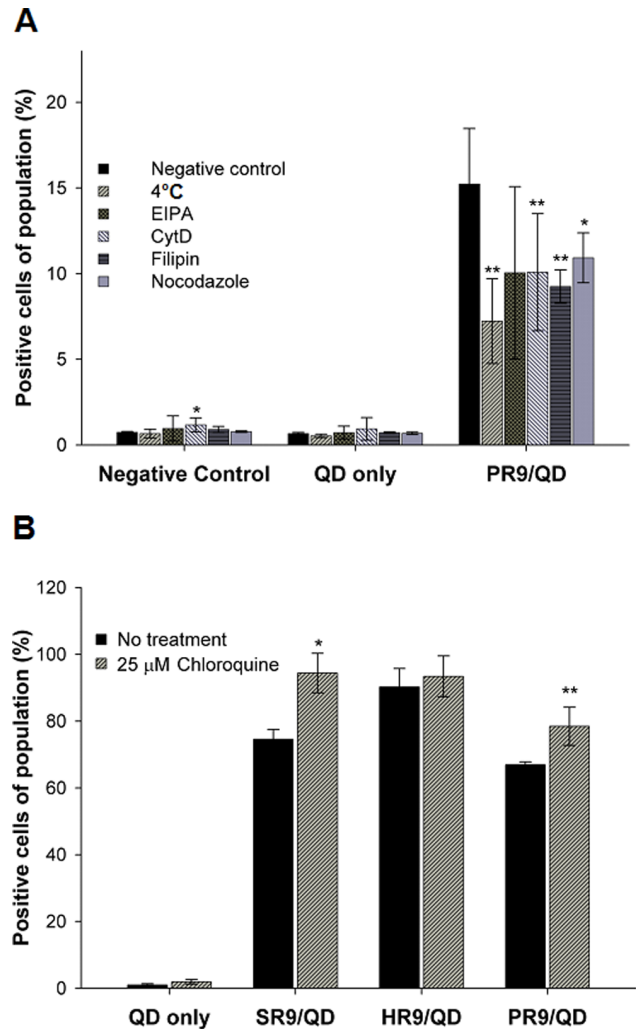 A
Positive cells of population (%)
20
15
10
5
0
Negative control
4°C
EIPA
CytD
Filipin
Nocodazole
*
**
**
**
*
Negative Control QD only PR9/QD
B
Positive cells of population (%)
120
100
80
60
40
20
0
No treatment
25 μM Chloroquine
*
**
QD only SR9/QD HR9/QD PR9/QD